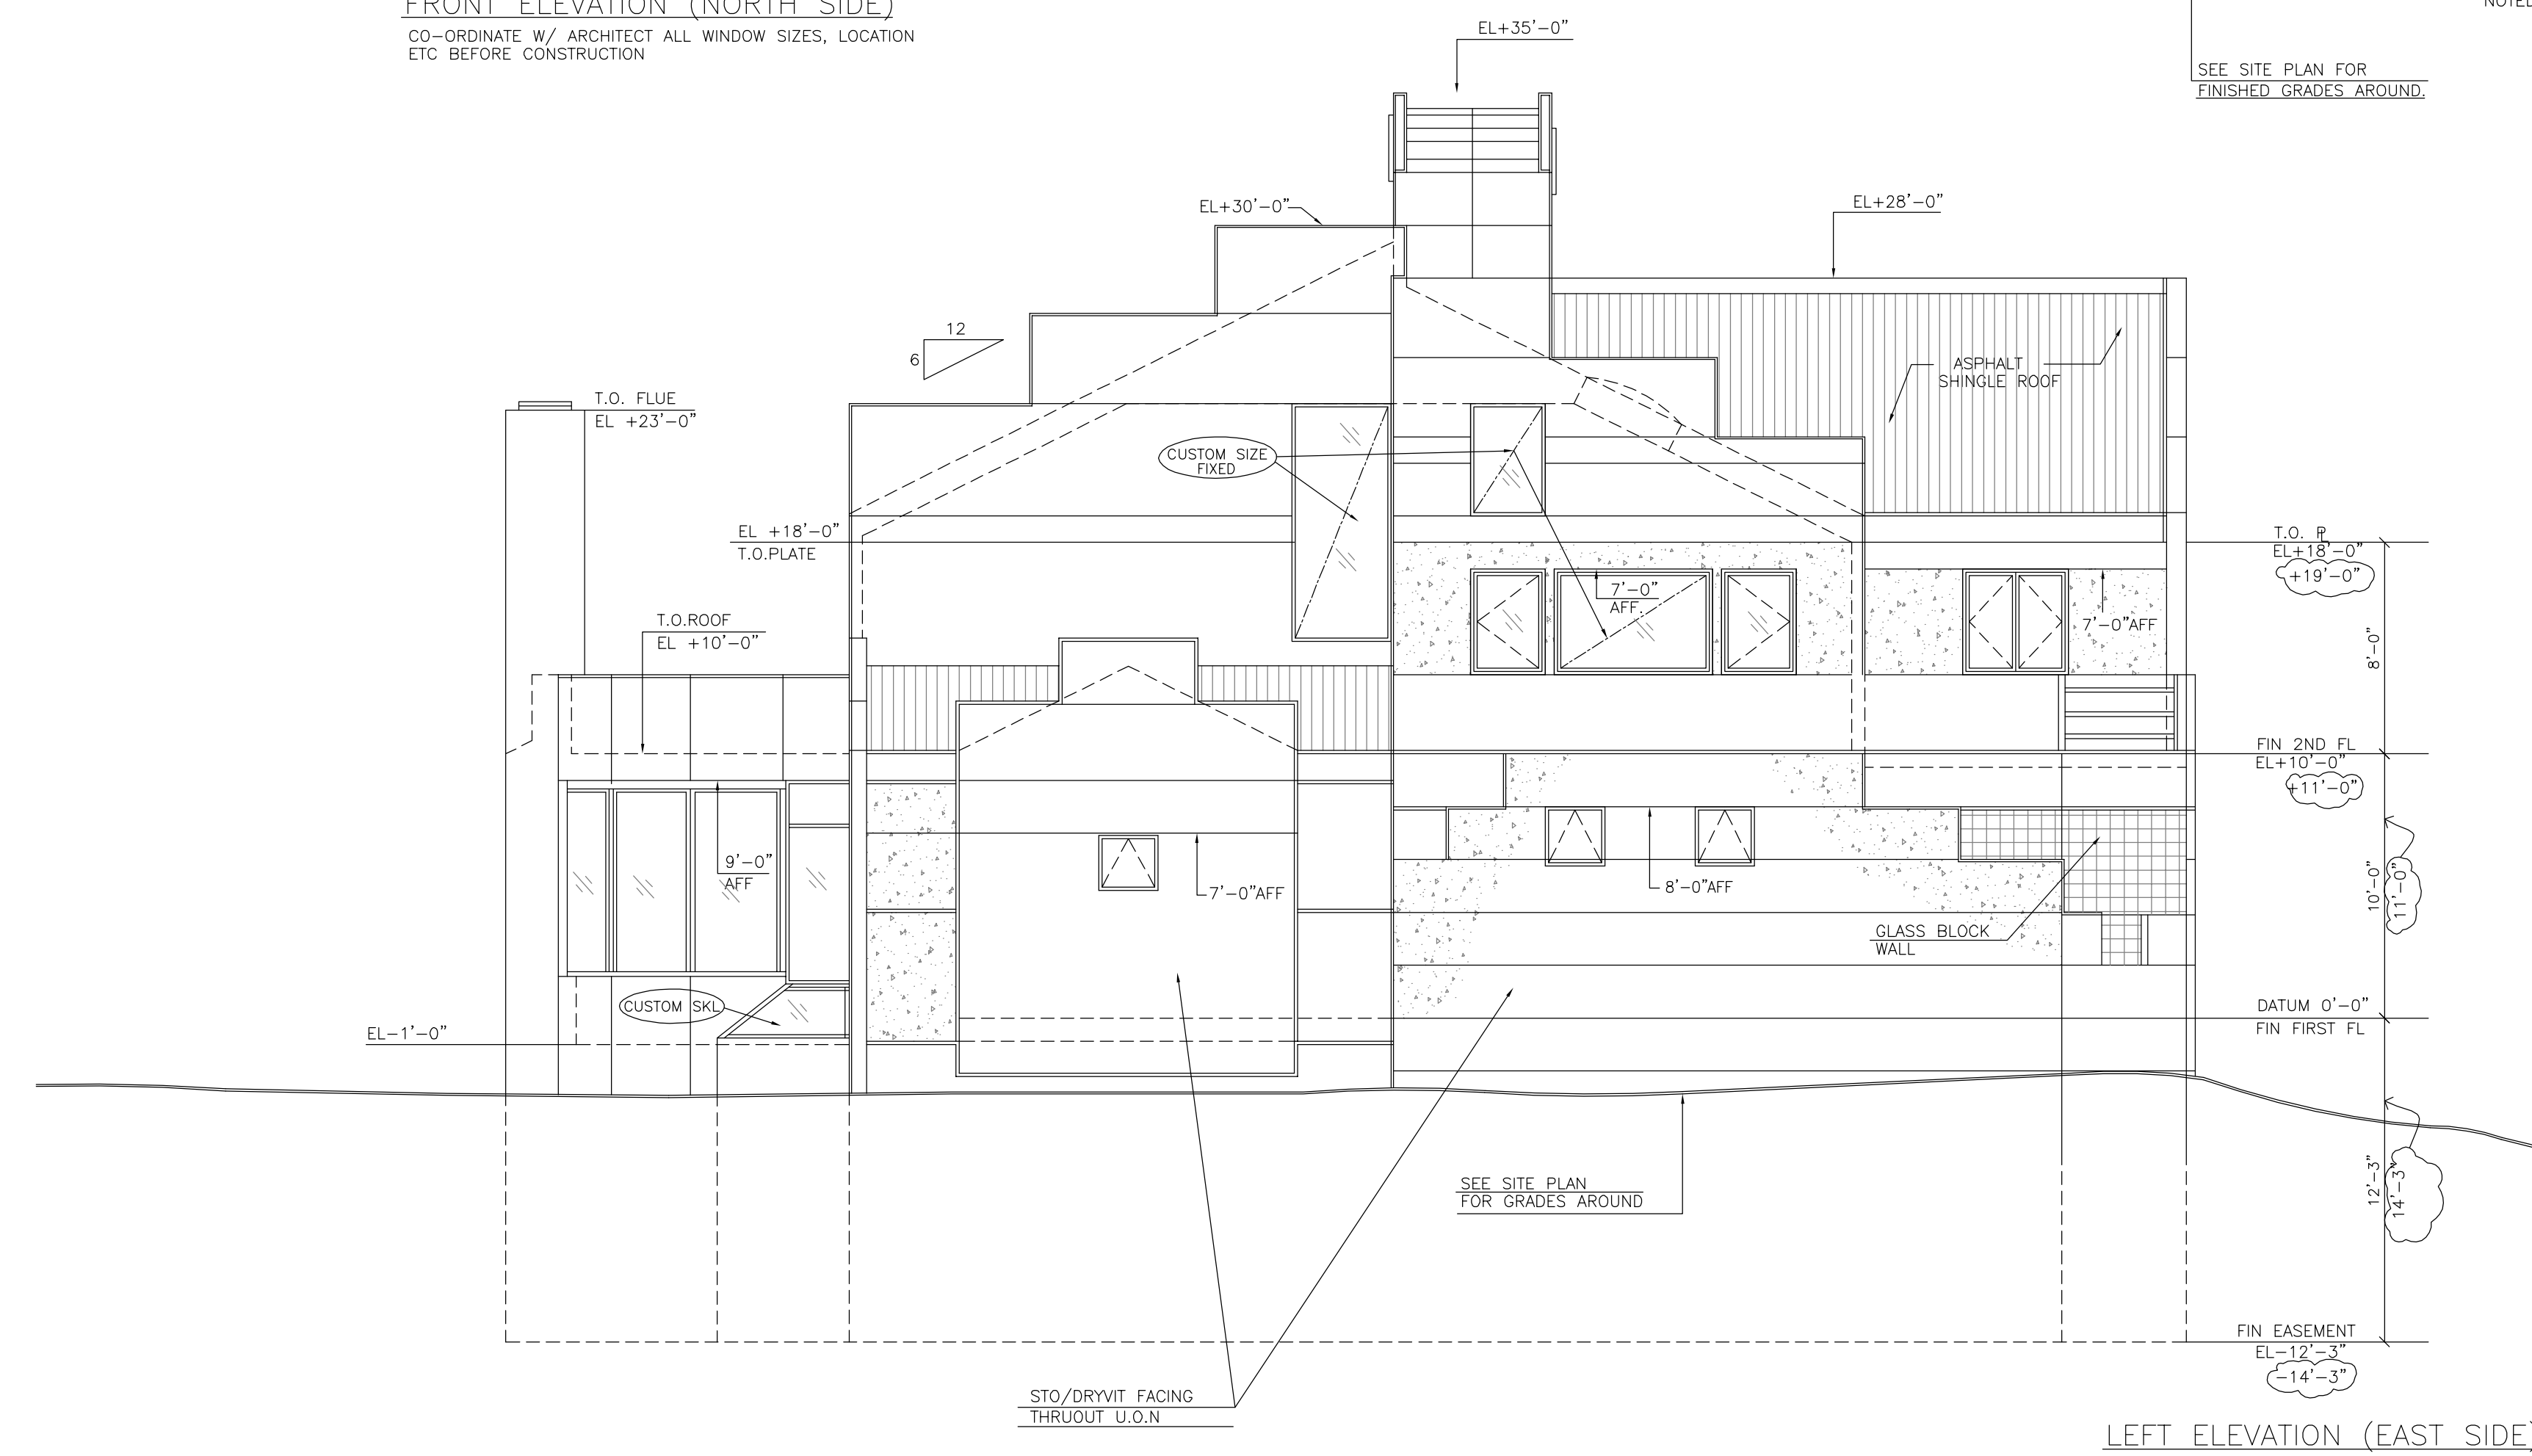 FRONT ELEVATION (NORTH SIDE)
CO-ORDINATE W/ ARCHITECT ALL WINDOW SIZES, LOCATION
ETC BEFORE CONSTRUCTION
SEE SITE PLAN FOR
FINISHED GRADES AROUND.
EL+35'-0"
EL+30'-0"
EL+28'-0"
12
6
ASPHALT
SHINGLE ROOF
T.O. FLUE
EL +23'-0"
CUSTOM SIZE
FIXED
EL +18'-0"
T.O.PLATE
T.O. PL
EL+18'-0"
+19'-0"
7'-0
AFF.
7'-0"AFF
8'-0"
T.O.ROOF
EL +10'-0"
FIN 2ND FL
EL+10'-0"
+11'-0"
9'-0"
AFF
7'-0"AFF
8'-0"AFF
10'-0"
11'-0"
GLASS BLOCK
WALL
CUSTOM SKL
DATUM 0'-0"
FIN FIRST FL
EL-1'-0"
SEE SITE PLAN
FOR GRADES AROUND
12'-3"
14'-3"
FIN EASEMENT
EL-12'-3"
-14'-3"
STO/DRYVIT FACING
THRUOUT U.O.N
LEFT ELEVATION (EAST SIDE)